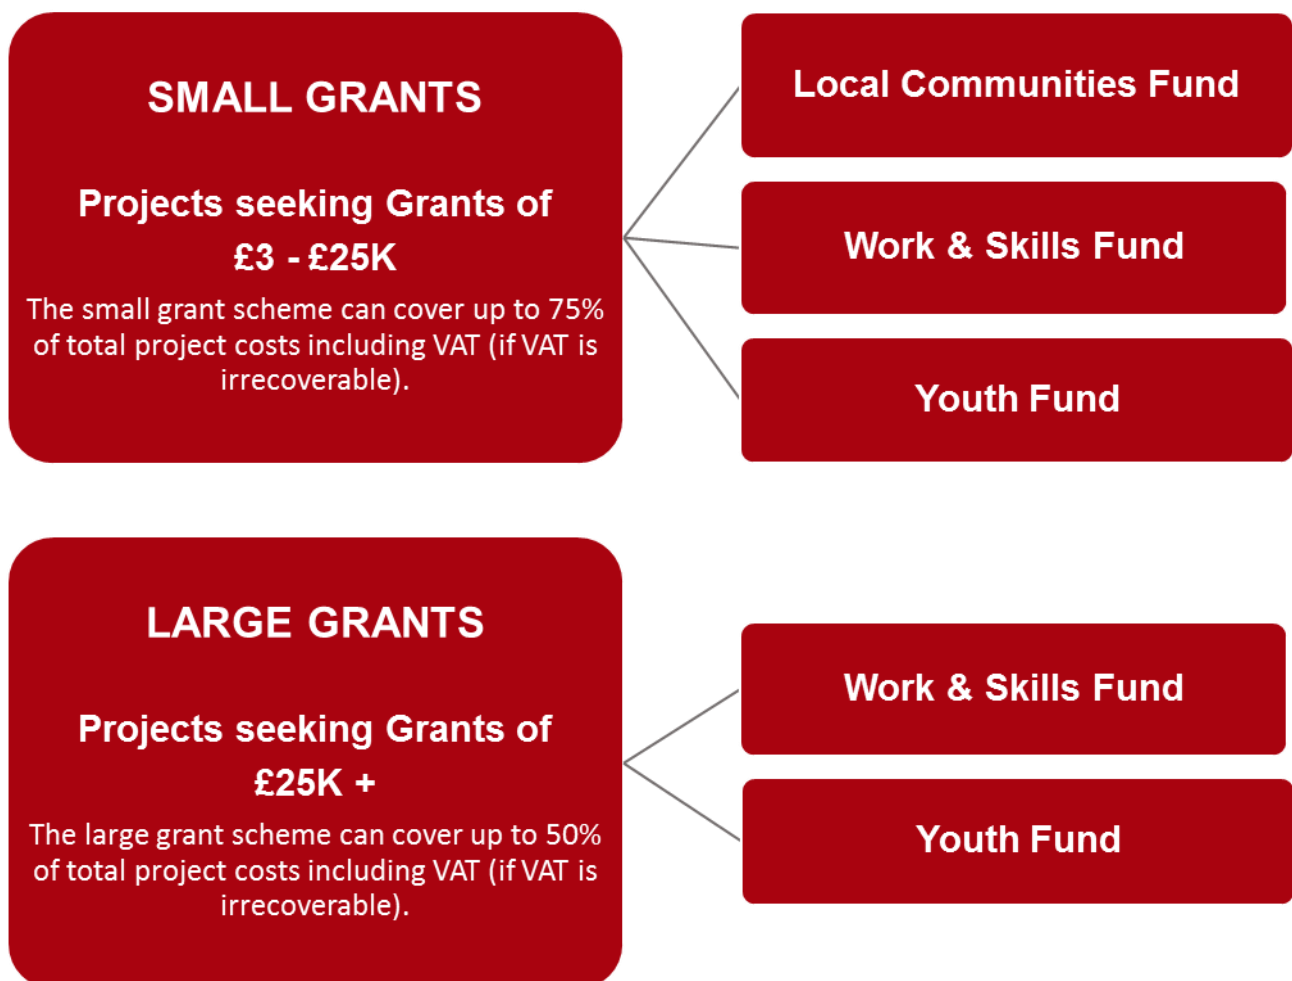 SMALL GRANTS
Projects seeking Grants of
£3 - £25K
The small grant scheme can cover up to 75%
of total project costs including VAT (if VAT is
irrecoverable).
Local Communities Fund
Work & Skills Fund
Youth Fund
LARGE GRANTS
Projects seeking Grants of
£25K +
The large grant scheme can cover up to 50%
of total project costs including VAT (if VAT is
irrecoverable).
Work & Skills Fund
Youth Fund